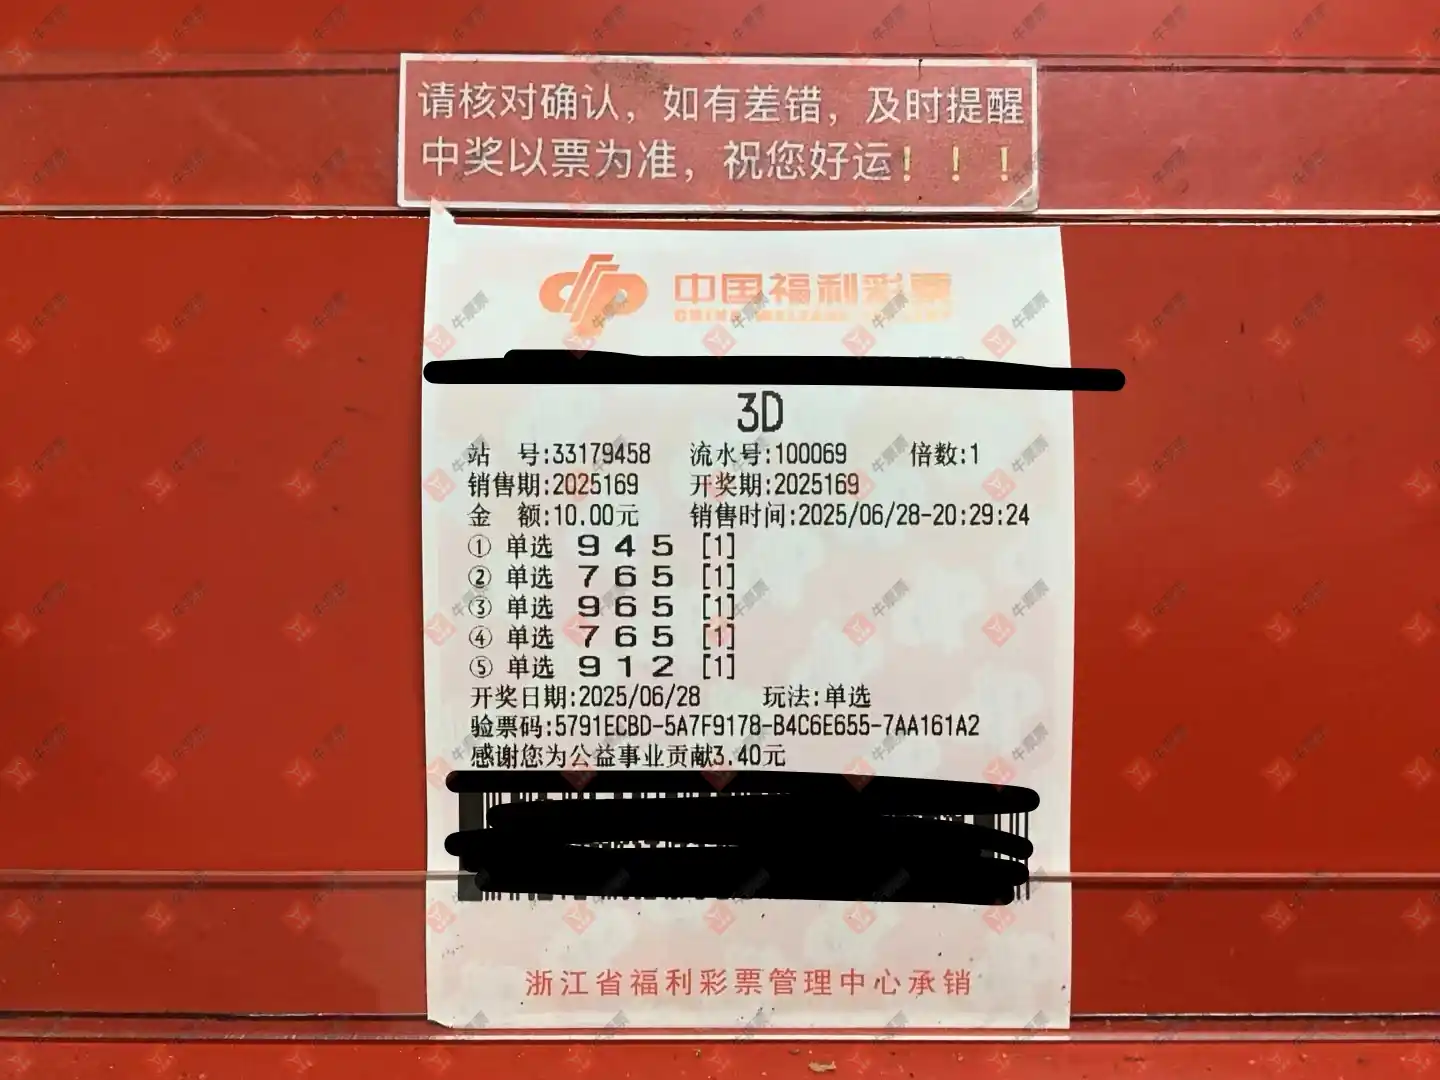 请核对确认，如有差错，及时提醒
中奖以票为准，祝您好运！！！
中国福利彩票
CHINA WELFARE LOTTERY
3D
站 号:33179458 流水号:100069 倍数:1
销售期:2025169 开奖期:2025169
金 额:10.00元 销售时间:2025/06/28-20:29:24
① 单选 9 4 5 [1]
② 单选 7 6 5 [1]
③ 单选 9 6 5 [1]
④ 单选 7 6 5 [1]
⑤ 单选 9 1 2 [1]
开奖日期:2025/06/28 玩法:单选
验票码:5791ECBD-5A7F9178-B4C6E655-7AA161A2
感谢您为公益事业贡献3.40元
浙江省福利彩票管理中心承销
牛票票